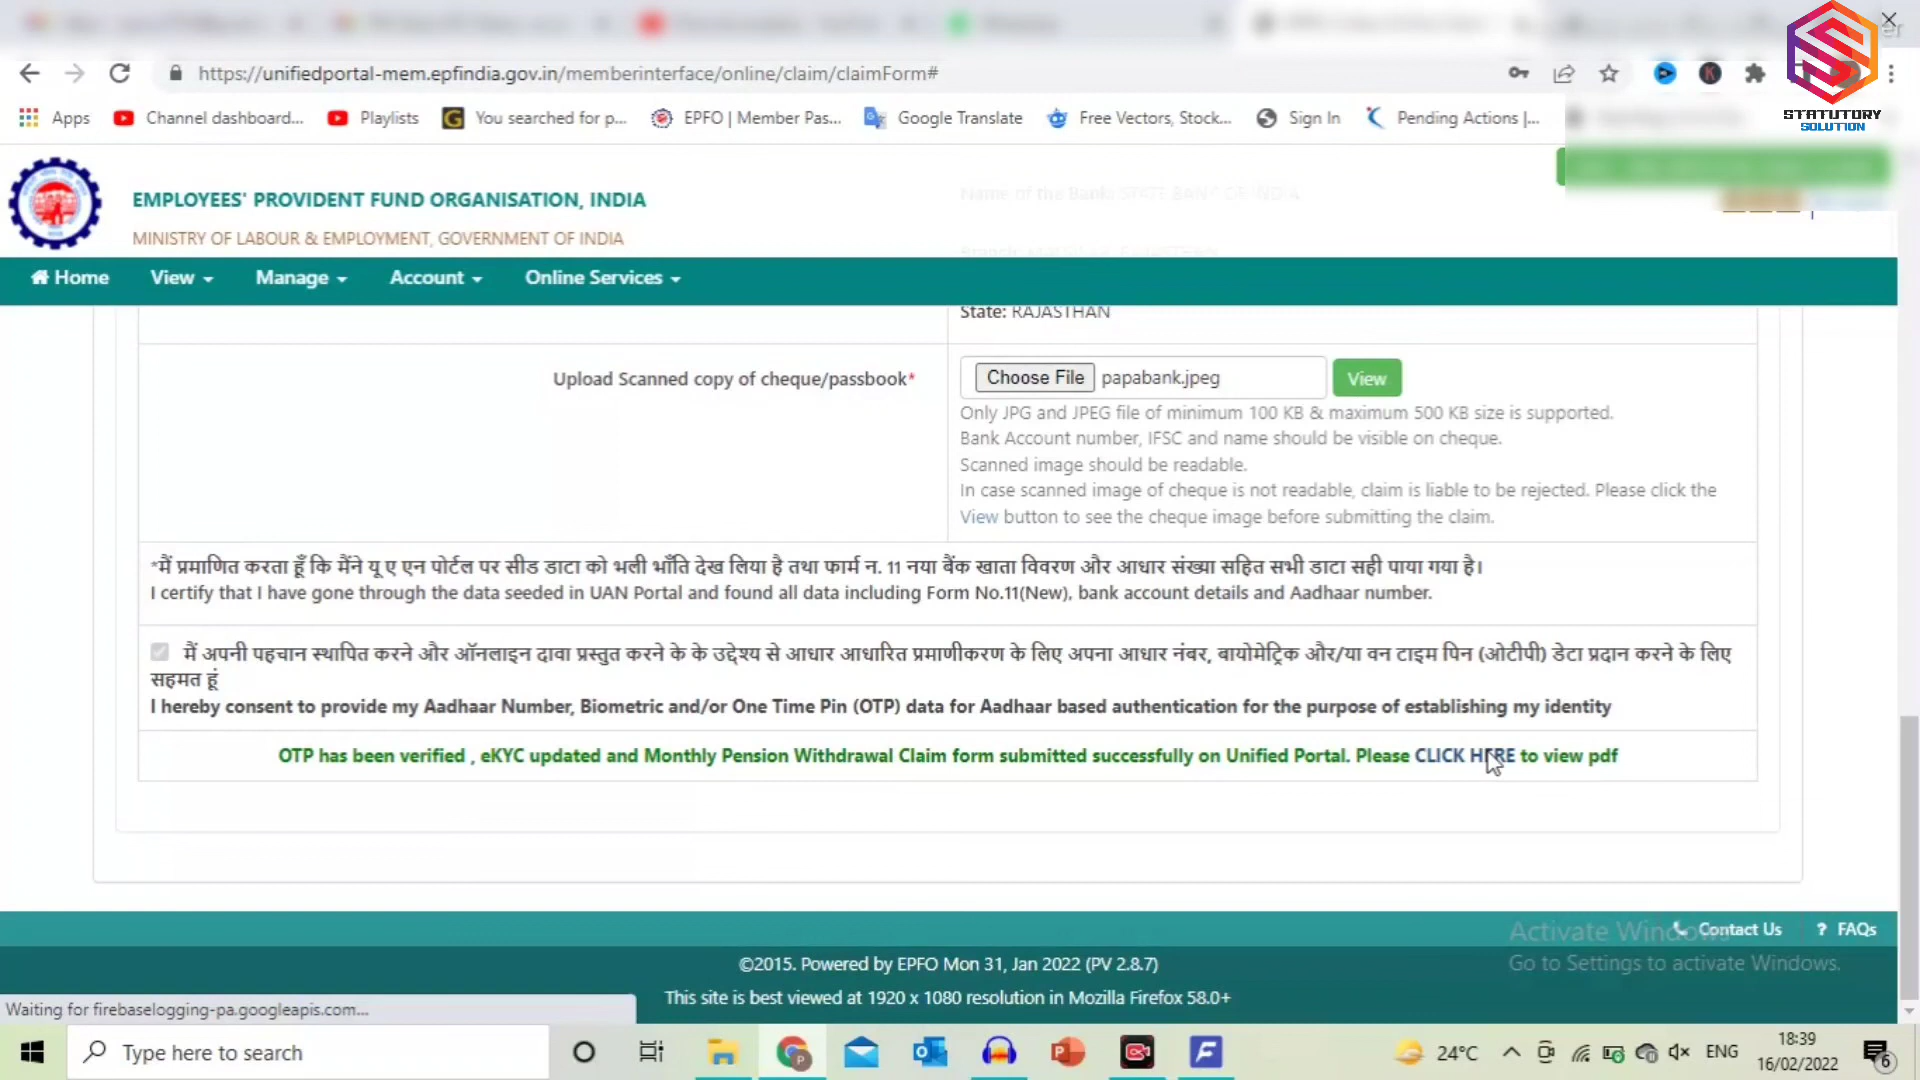 https://unifiedportal-mem.epfindia.gov.in/memberinterface/online/claim/claimForm#
STATUTORY
SOLUTION
Apps
Channel dashboard...
Playlists
You searched for p...
EPFO | Member Pas...
Google Translate
Free Vectors, Stock...
Sign In
Pending Actions |...
EMPLOYEES' PROVIDENT FUND ORGANISATION, INDIA
MINISTRY OF LABOUR & EMPLOYMENT, GOVERNMENT OF INDIA
Name of the Bank: STATE BANK OF INDIA
Home
View
Manage
Account
Online Services
State: RAJASTHAN
Upload Scanned copy of cheque/passbook*
Choose File papabank.jpeg
View
Only JPG and JPEG file of minimum 100 KB & maximum 500 KB size is supported.
Bank Account number, IFSC and name should be visible on cheque.
Scanned image should be readable.
In case scanned image of cheque is not readable, claim is liable to be rejected. Please click the
View button to see the cheque image before submitting the claim.
*मैं प्रमाणित करता हूँ कि मैंने यू ए एन पोर्टल पर सीड डाटा को भली भाँति देख लिया है तथा फार्म न. 11 नया बैंक खाता विवरण और आधार संख्या सहित सभी डाटा सही पाया गया है।
I certify that I have gone through the data seeded in UAN Portal and found all data including Form No.11(New), bank account details and Aadhaar number.
मैं अपनी पहचान स्थापित करने और ऑनलाइन दावा प्रस्तुत करने के के उद्देश्य से आधार आधारित प्रमाणीकरण के लिए अपना आधार नंबर, बायोमेट्रिक और/या वन टाइम पिन (ओटीपी) डेटा प्रदान करने के लिए
सहमत हूं
I hereby consent to provide my Aadhaar Number, Biometric and/or One Time Pin (OTP) data for Aadhaar based authentication for the purpose of establishing my identity
OTP has been verified , eKYC updated and Monthly Pension Withdrawal Claim form submitted successfully on Unified Portal. Please CLICK HERE to view pdf
Activate Windows
Go to Settings to activate Windows.
Contact Us
? FAQs
©2015. Powered by EPFO Mon 31, Jan 2022 (PV 2.8.7)
This site is best viewed at 1920 x 1080 resolution in Mozilla Firefox 58.0+
Waiting for firebaselogging-pa.googleapis.com...
Type here to search
24°C
ENG
18:39
16/02/2022
6